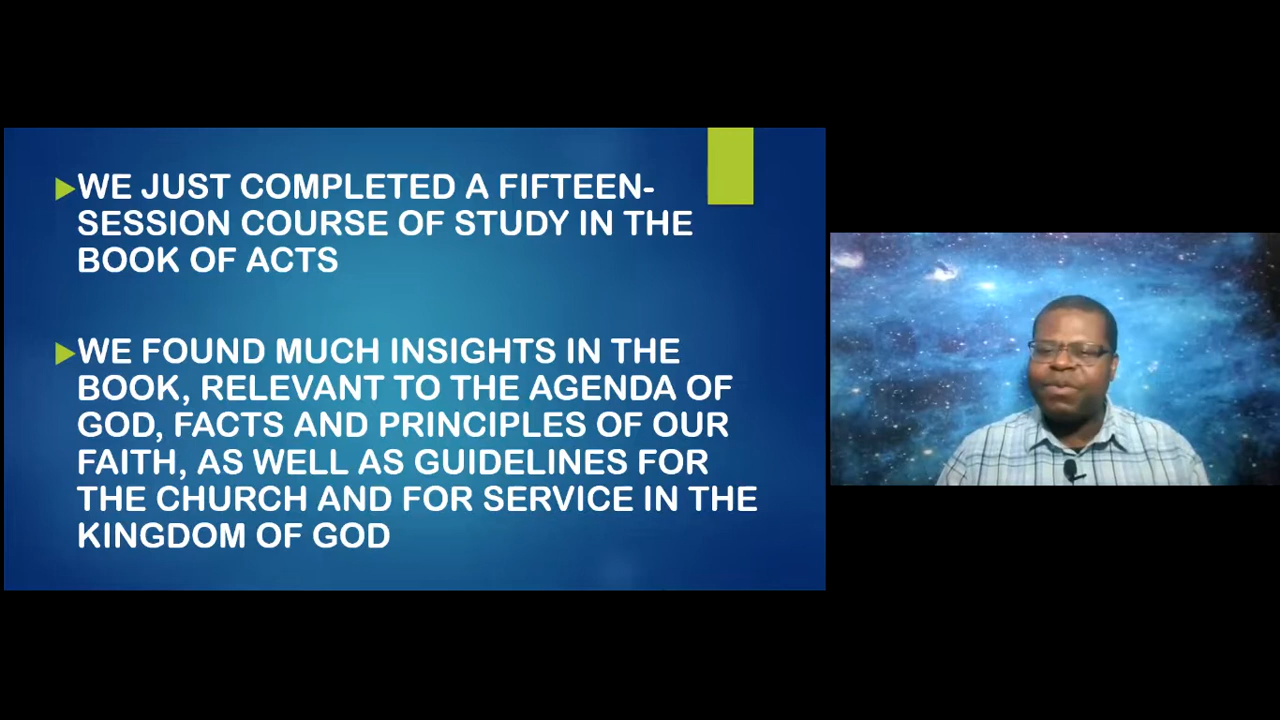 WE JUST COMPLETED A FIFTEEN-
SESSION COURSE OF STUDY IN THE
BOOK OF ACTS
WE FOUND MUCH INSIGHTS IN THE
BOOK, RELEVANT TO THE AGENDA OF
GOD, FACTS AND PRINCIPLES OF OUR
FAITH, AS WELL AS GUIDELINES FOR
THE CHURCH AND FOR SERVICE IN THE
KINGDOM OF GOD